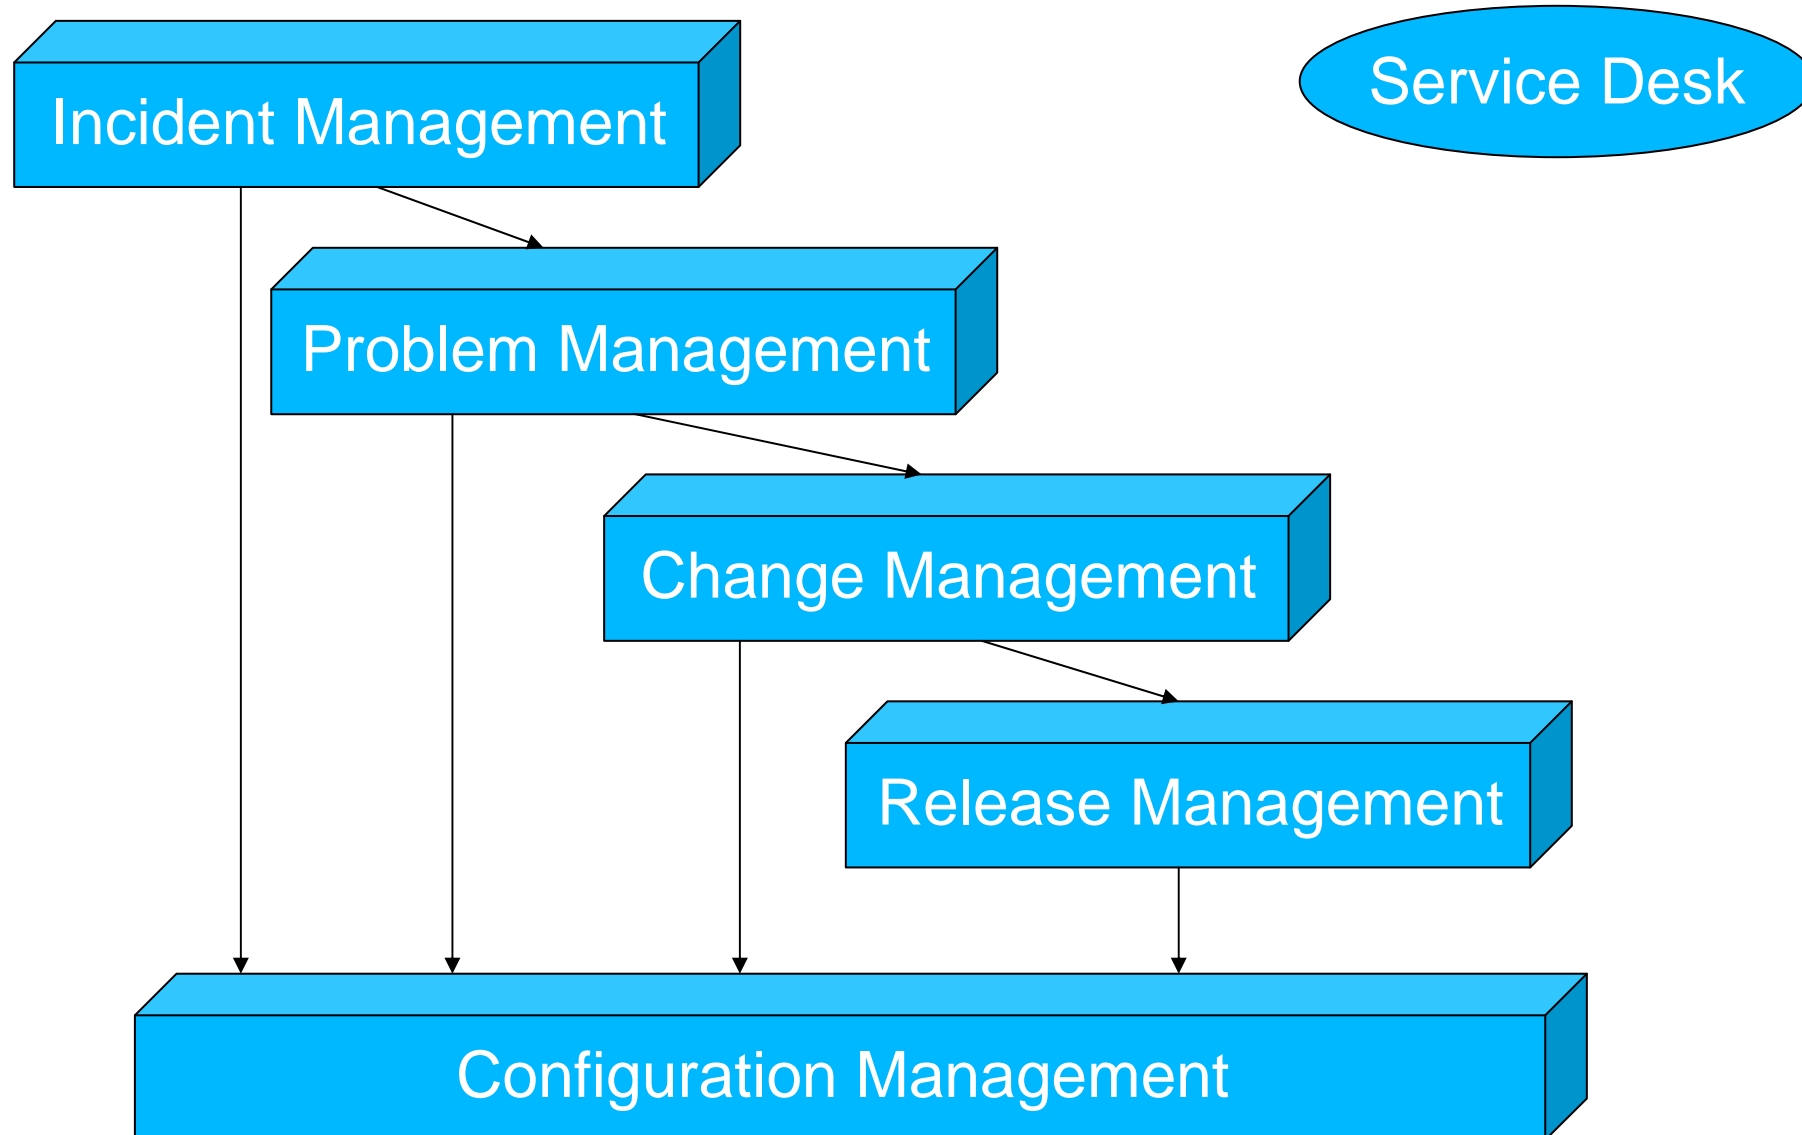 Incident Management
Service Desk
Problem Management
Change Management
Release Management
Configuration Management